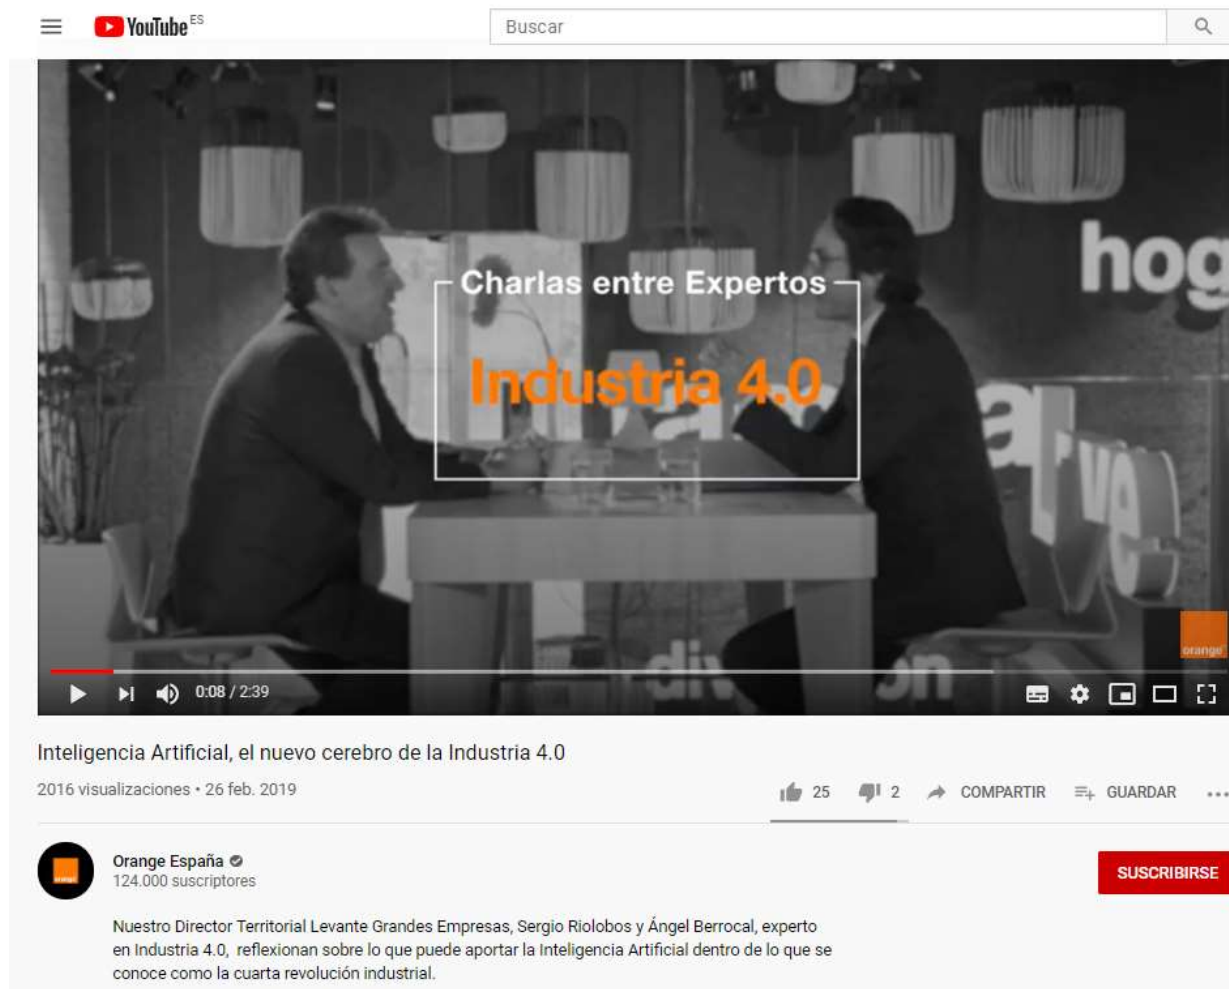 YouTube ES
Buscar
hog
Charlas entre Expertos
Industria 4.0
orange
0:08 / 2:39
Inteligencia Artificial, el nuevo cerebro de la Industria 4.0
2016 visualizaciones • 26 feb. 2019
25 2 COMPARTIR GUARDAR
Orange España
124.000 suscriptores
SUSCRIBIRSE
Nuestro Director Territorial Levante Grandes Empresas, Sergio Riolobos y Ángel Berrocal, experto
en Industria 4.0, reflexionan sobre lo que puede aportar la Inteligencia Artificial dentro de lo que se
conoce como la cuarta revolución industrial.